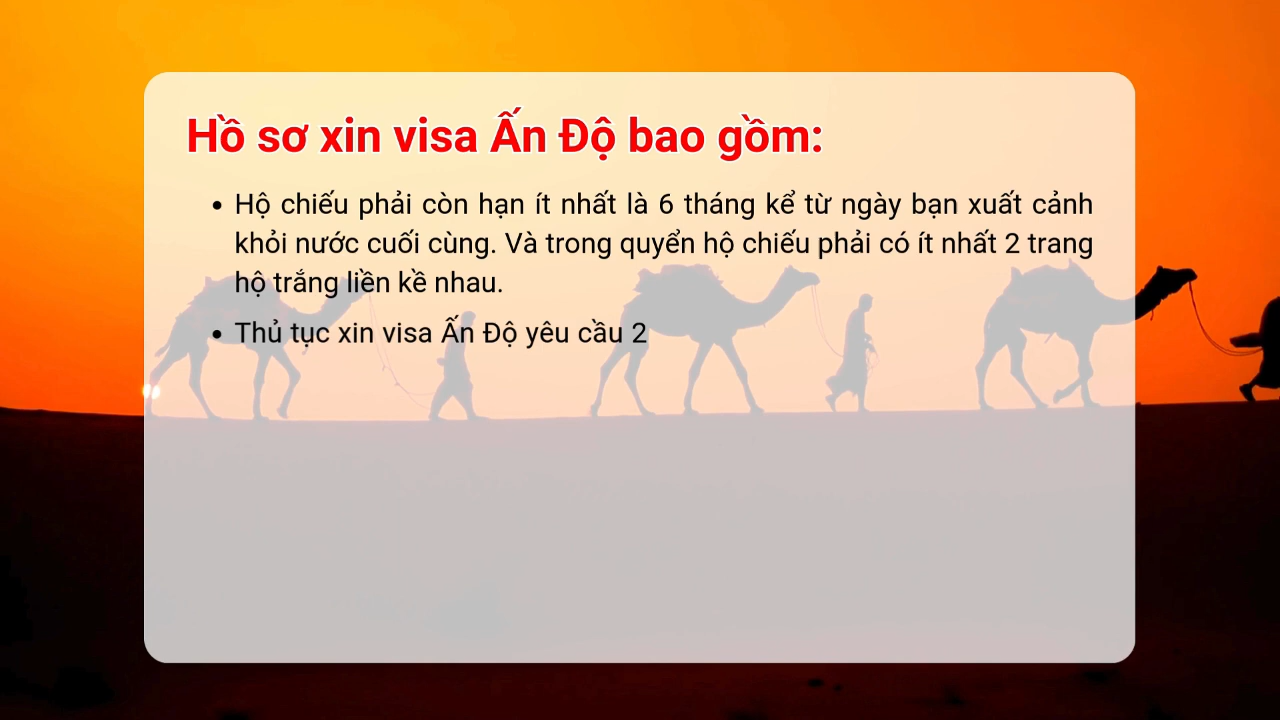 Hồ sơ xin visa Ấn Độ bao gồm:
• Hộ chiếu phải còn hạn ít nhất là 6 tháng kể từ ngày bạn xuất cảnh
khỏi nước cuối cùng. Và trong quyển hộ chiếu phải có ít nhất 2 trang
hộ trắng liền kề nhau.
• Thủ tục xin visa Ấn Độ yêu cầu 2